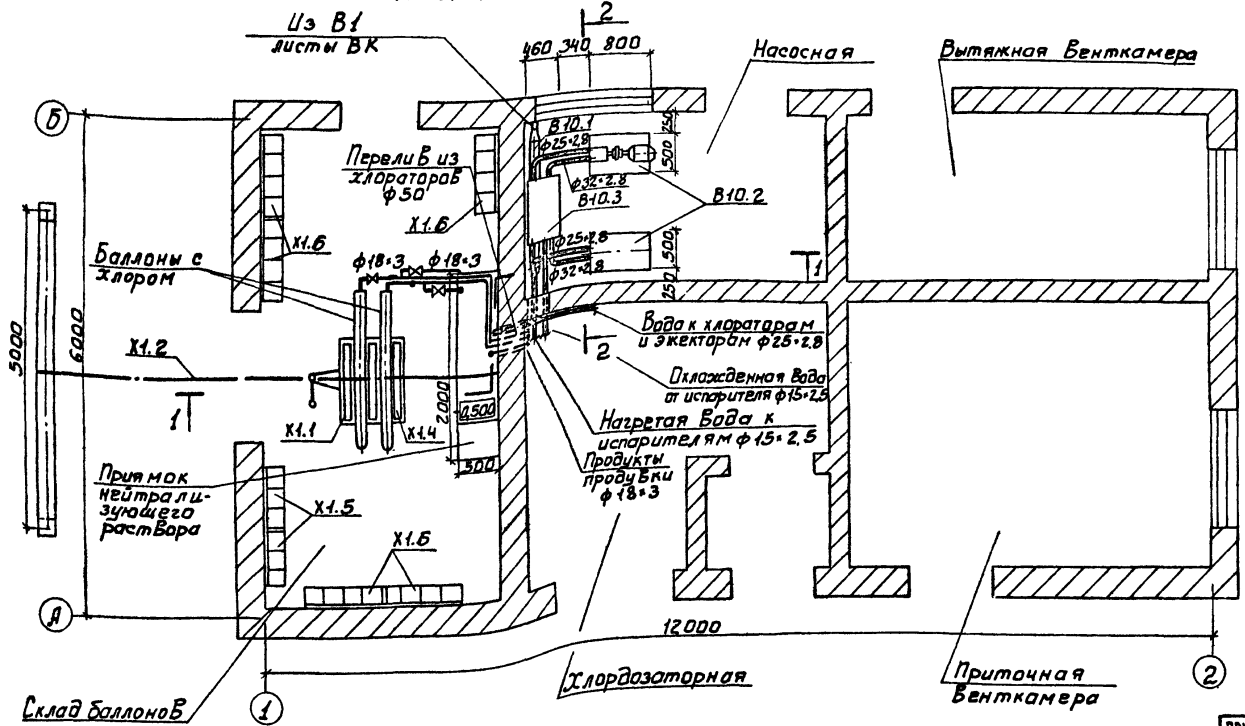 Из В1
листы ВК
2
460 340 800
Насосная
Вытяжная венткамера
Б
В10.1
ф25×2,8
250
500
Перелив из
хлораторов
ф50
ф32×2.8
В10.3
В10.2
Х1.6
Х1.6
Баллоны с
хлором
ф18×3
ф18×3
ф25×2,8
ф32×2,8
500
250
1
5000
6000
Вода к хлораторам
и эжекторам ф25×2,8
2
Х1.2
1
Охлажденная вода
от испарителя ф15×2,5
2000
0,500
Х1.1
Х1.4
Нагретая вода к
испарителям ф15×2,5
500
Приямок
нейтрали-
зующего
раствора
Продукты
продувки
ф18×3
Х1.5
Х1.6
А
12000
1
2
Склад баллонов
Хлордозаторная
Приточная
венткамера